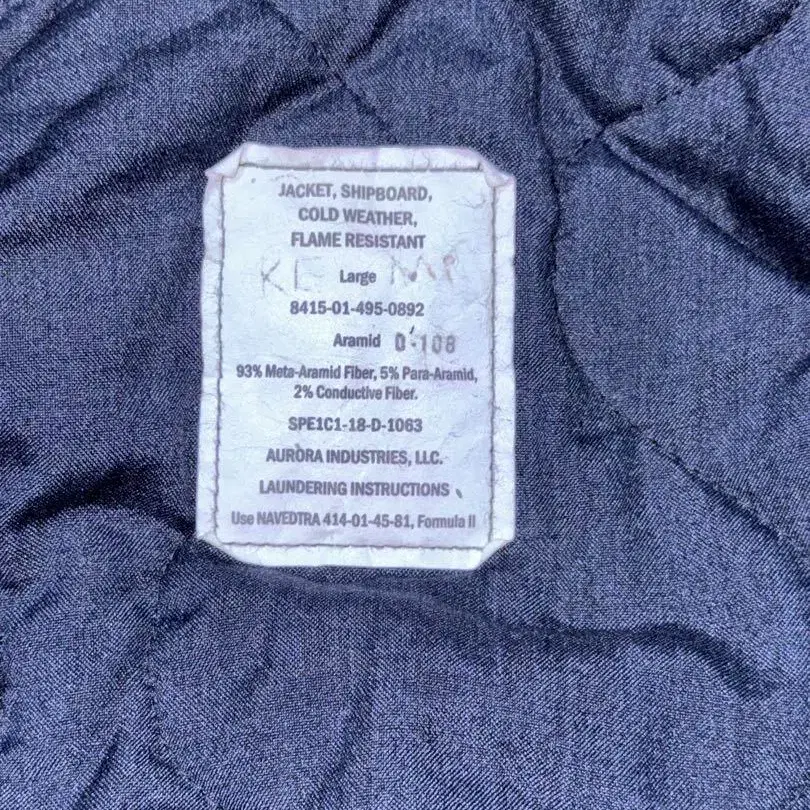 JACKET, SHIPBOARD,
COLD WEATHER,
FLAME RESISTANT
Large
8415-01-495-0892
Aramid 0-108
93% Meta-Aramid Fiber, 5% Para-Aramid,
2% Conductive Fiber.
SPE1C1-18-D-1063
AURORA INDUSTRIES, LLC.
LAUNDERING INSTRUCTIONS
Use NAVEDTRA 414-01-45-81, Formula II